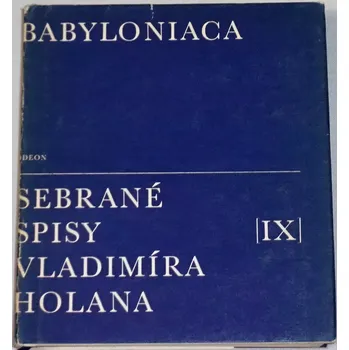 BABYLONIACA
ODEON
SEBRANÉ
SPISY |IX|
VLADIMÍRA
HOLANA